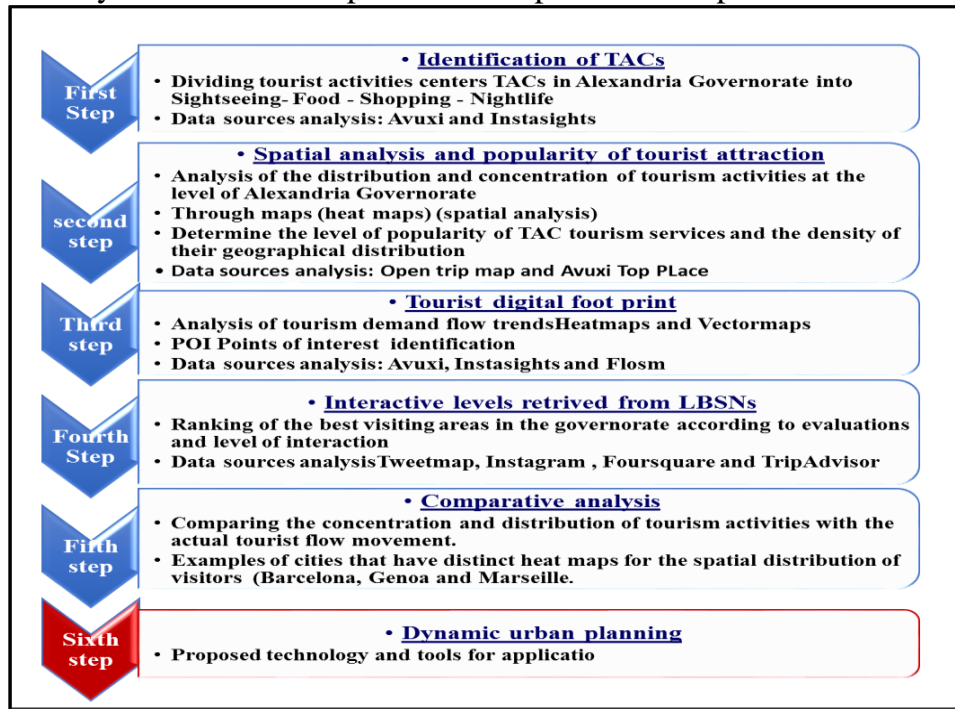 First
Step
• Identification of TACs
• Dividing tourist activities centers TACs in Alexandria Governorate into
Sightseeing- Food - Shopping - Nightlife
• Data sources analysis: Avuxi and Instasights
second
step
• Spatial analysis and popularity of tourist attraction
• Analysis of the distribution and concentration of tourism activities at the
level of Alexandria Governorate
• Through maps (heat maps) (spatial analysis)
• Determine the level of popularity of TAC tourism services and the density of
their geographical distribution
• Data sources analysis: Open trip map and Avuxi Top PLace
Third
step
• Tourist digital foot print
• Analysis of tourism demand flow trendsHeatmaps and Vectormaps
• POI Points of interest identification
• Data sources analysis: Avuxi, Instasights and Flosm
Fourth
Step
• Interactive levels retrived from LBSNs
• Ranking of the best visiting areas in the governorate according to evaluations
and level of interaction
• Data sources analysisTweetmap, Instagram , Foursquare and TripAdvisor
Fifth
step
• Comparative analysis
• Comparing the concentration and distribution of tourism activities with the
actual tourist flow movement.
• Examples of cities that have distinct heat maps for the spatial distribution of
visitors (Barcelona, Genoa and Marseille.
Sixth
step
• Dynamic urban planning
• Proposed technology and tools for applicatio